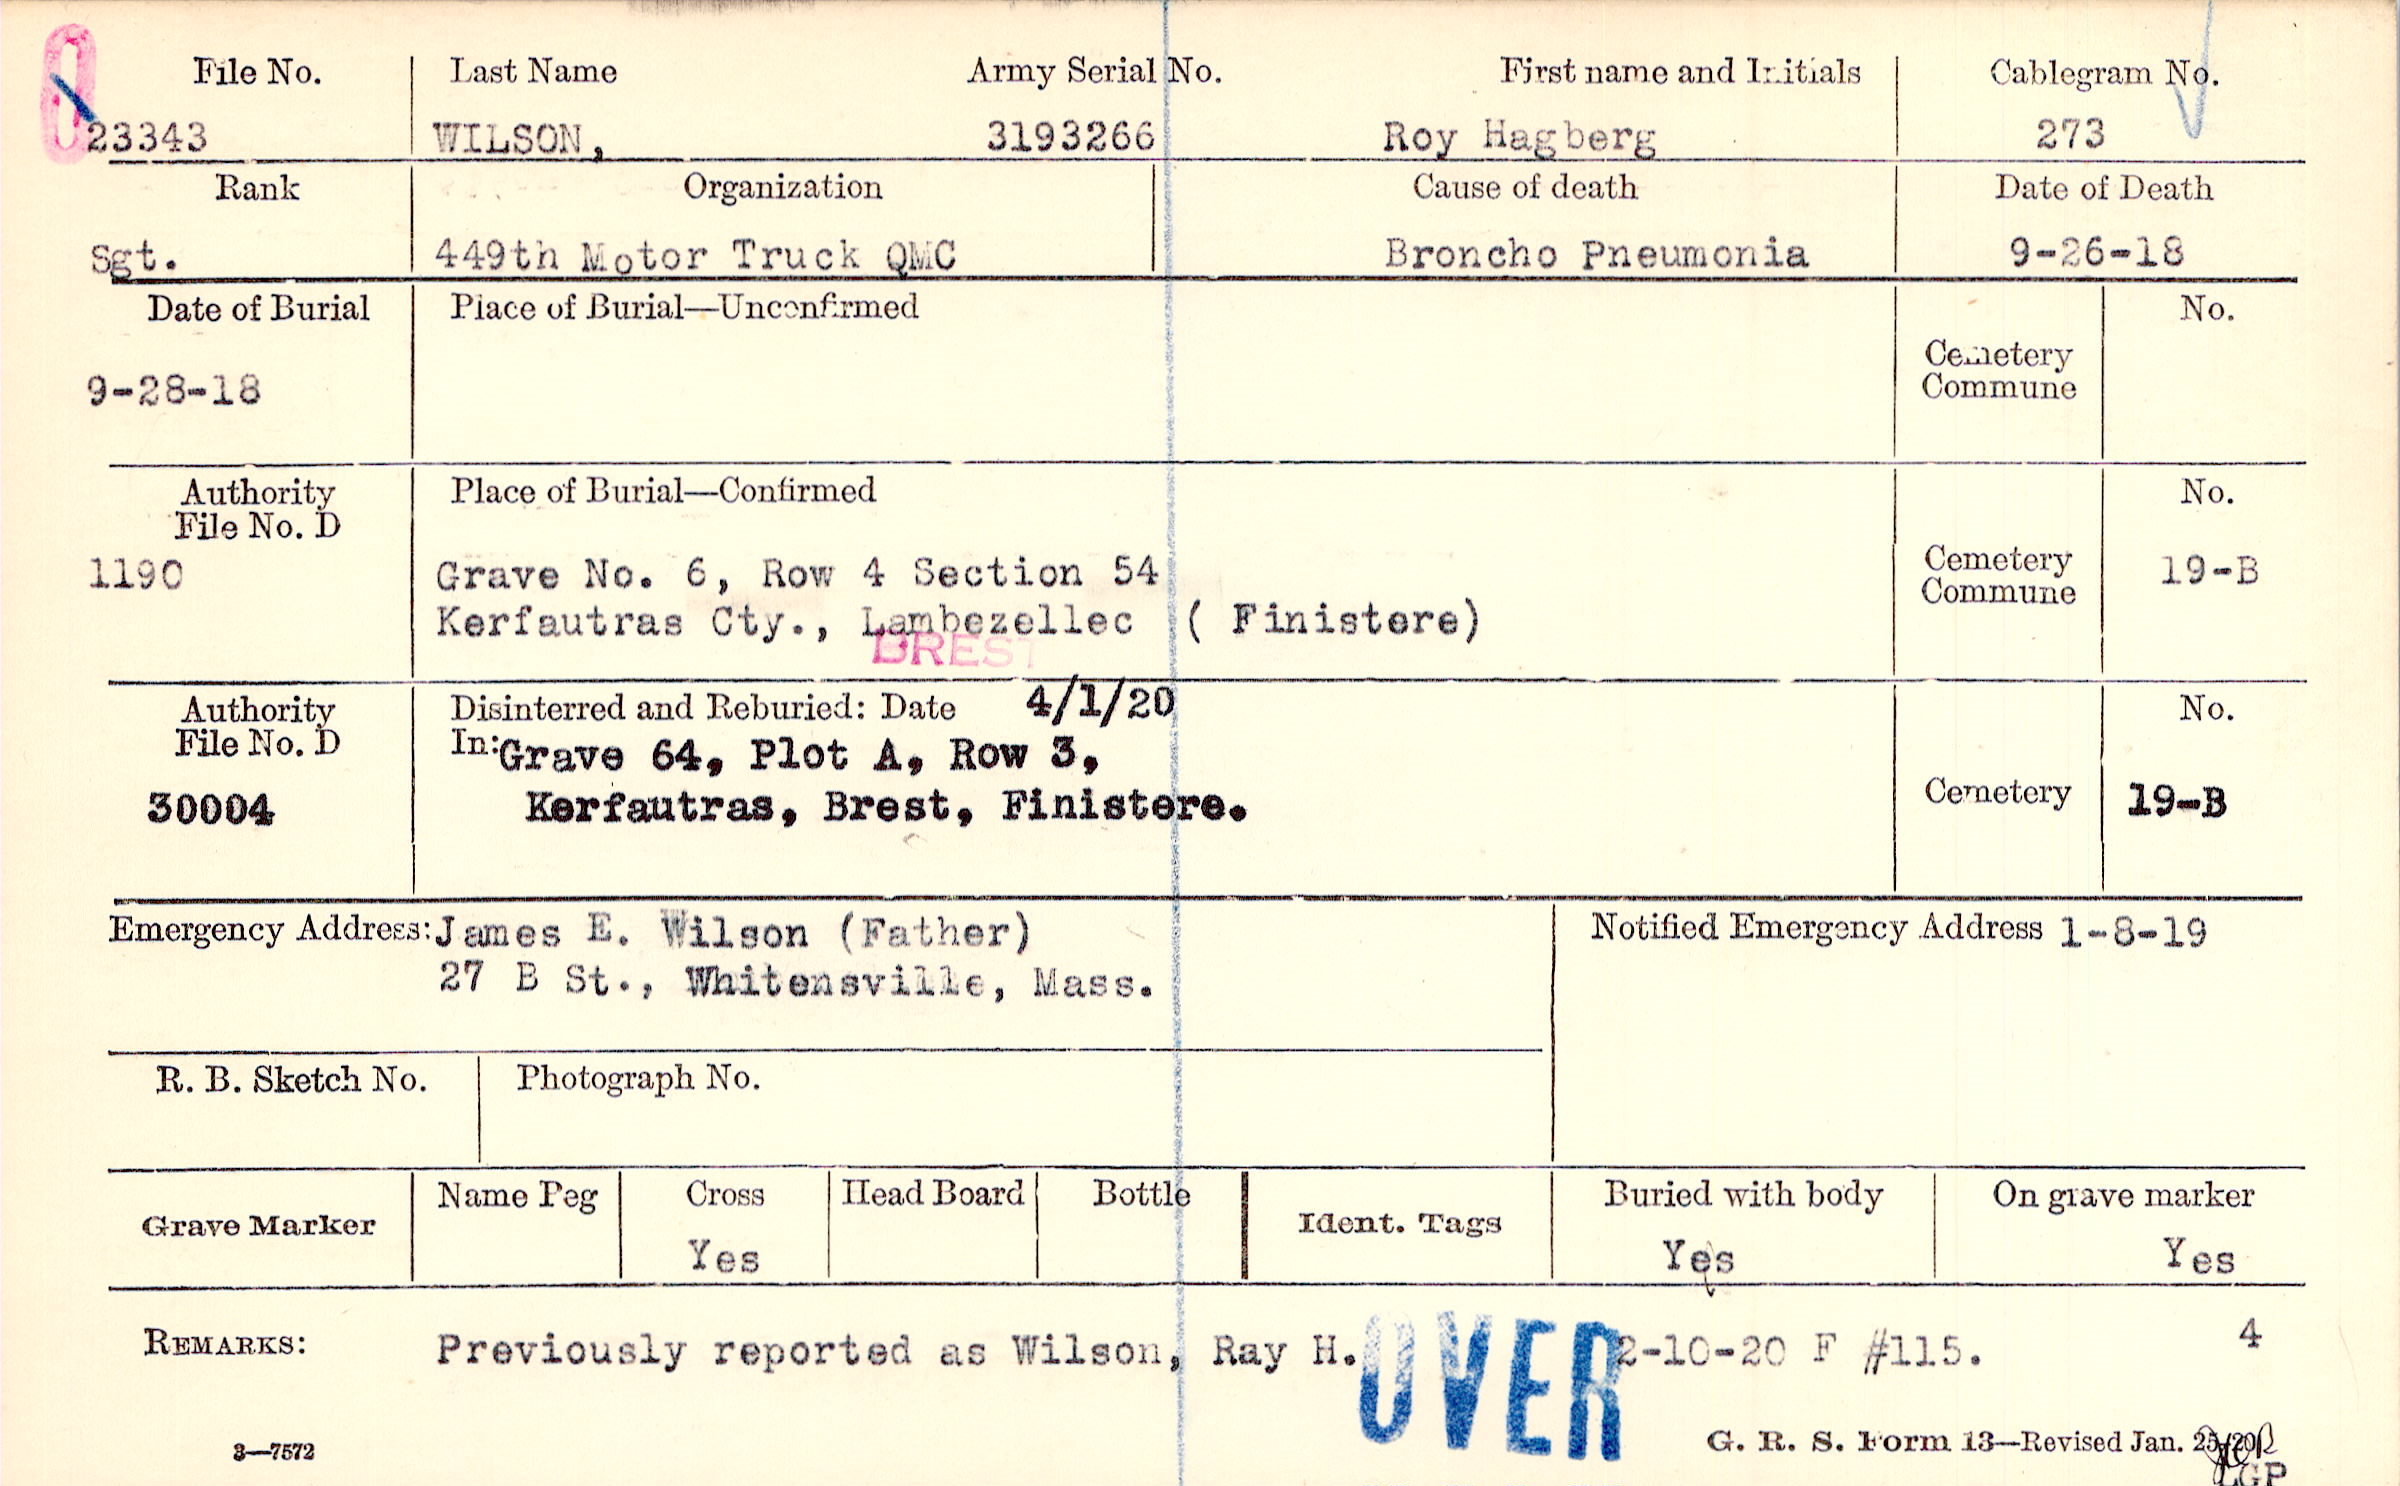 File No. Last Name Army Serial No. First name and Initials Cablegram No.
23343 WILSON, 3193266 Roy Hagberg 273
Rank Organization Cause of death Date of Death
Sgt. 449th Motor Truck QMC Broncho Pneumonia 9-26-18
Date of Burial Place of Burial—Unconfirmed No.
Cemetery
Commune
9-28-18
Authority Place of Burial—Confirmed No.
File No. D
1190 Grave No. 6, Row 4 Section 54 Cemetery 19-B
Commune
Kerfautras Cty., Lambezellec ( Finistere)
BREST
Authority Disinterred and Reburied: Date 4/1/20 No.
File No. D In: Grave 64, Plot A, Row 3,
30004 Kerfautras, Brest, Finistere. Cemetery 19-B
Emergency Address: James E. Wilson (Father) Notified Emergency Address 1-8-19
27 B St., Whitensville, Mass.
R. B. Sketch No. Photograph No.
Name Peg Cross Head Board Bottle Buried with body On grave marker
Grave Marker Ident. Tags
Yes Yes Yes
REMARKS: Previously reported as Wilson, Ray H. 2-10-20 F #115. 4
OVER
3—7572 G. R. S. Form 13—Revised Jan. 25/20
LGP